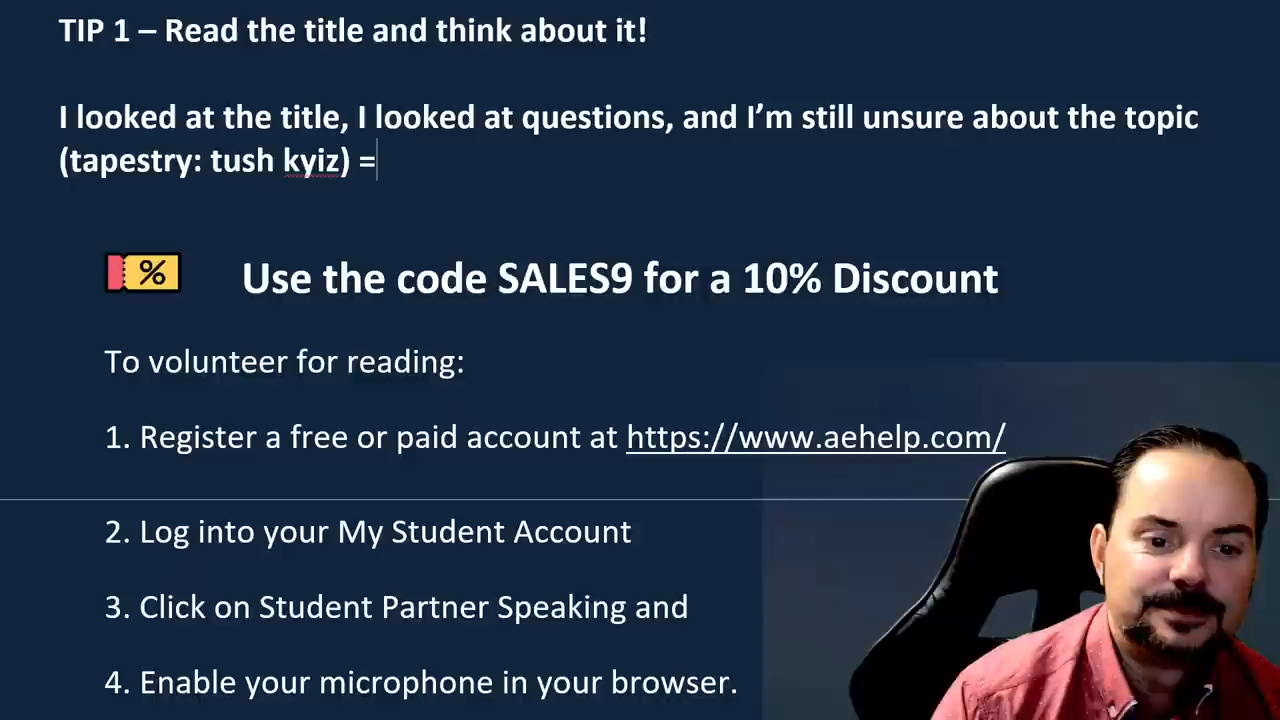 TIP 1 – Read the title and think about it!
I looked at the title, I looked at questions, and I’m still unsure about the topic
(tapestry: tush kyiz) =
%
Use the code SALES9 for a 10% Discount
To volunteer for reading:
1. Register a free or paid account at https://www.aehelp.com/
2. Log into your My Student Account
3. Click on Student Partner Speaking and
4. Enable your microphone in your browser.